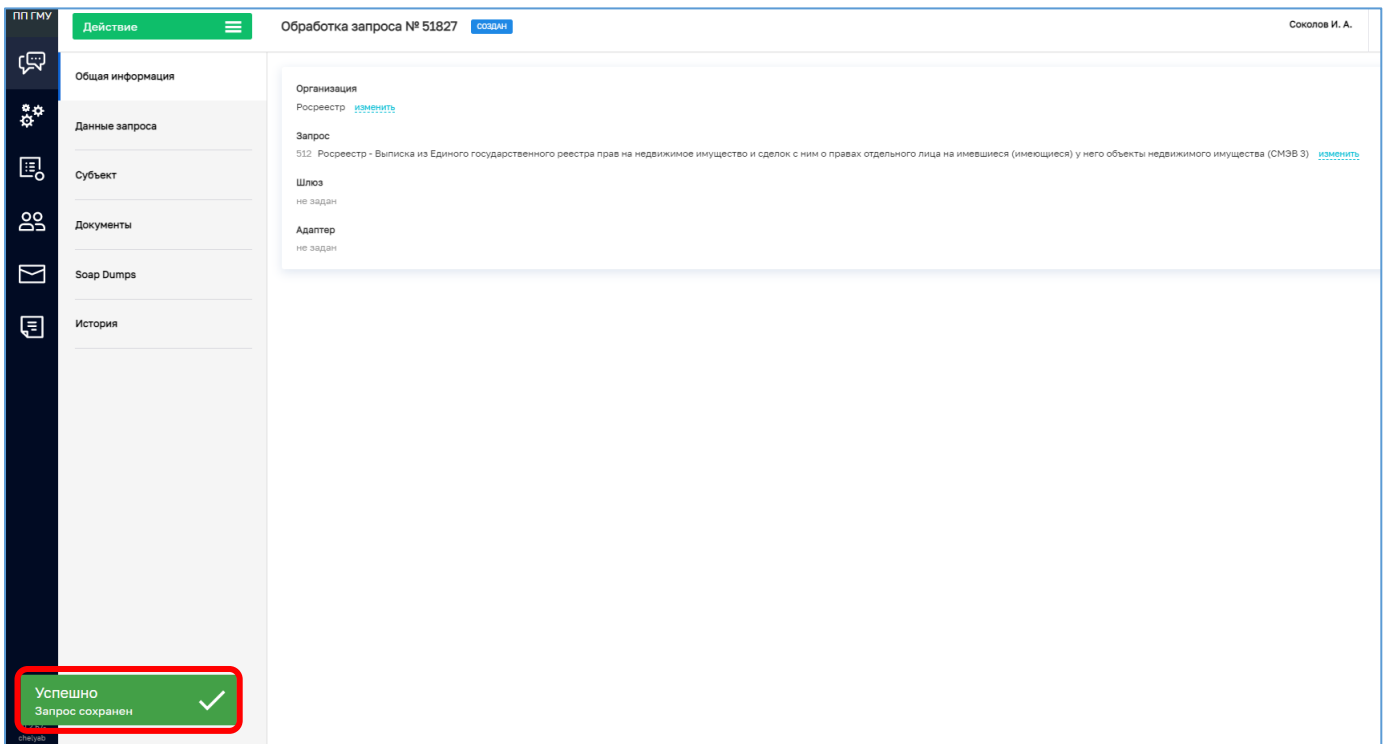 ПП ГМУ
Действие
Обработка запроса № 51827 СОЗДАН
Соколов И. А.
Общая информация
Данные запроса
Субъект
Документы
Soap Dumps
История
Организация
Росреестр изменить
Запрос
512 Росреестр - Выписка из Единого государственного реестра прав на недвижимое имущество и сделок с ним о правах отдельного лица на имевшиеся (имеющиеся) у него объекты недвижимого имущества (СМЭВ 3) изменить
Шлюз
не задан
Адаптер
не задан
Успешно
Запрос сохранен
chelyab